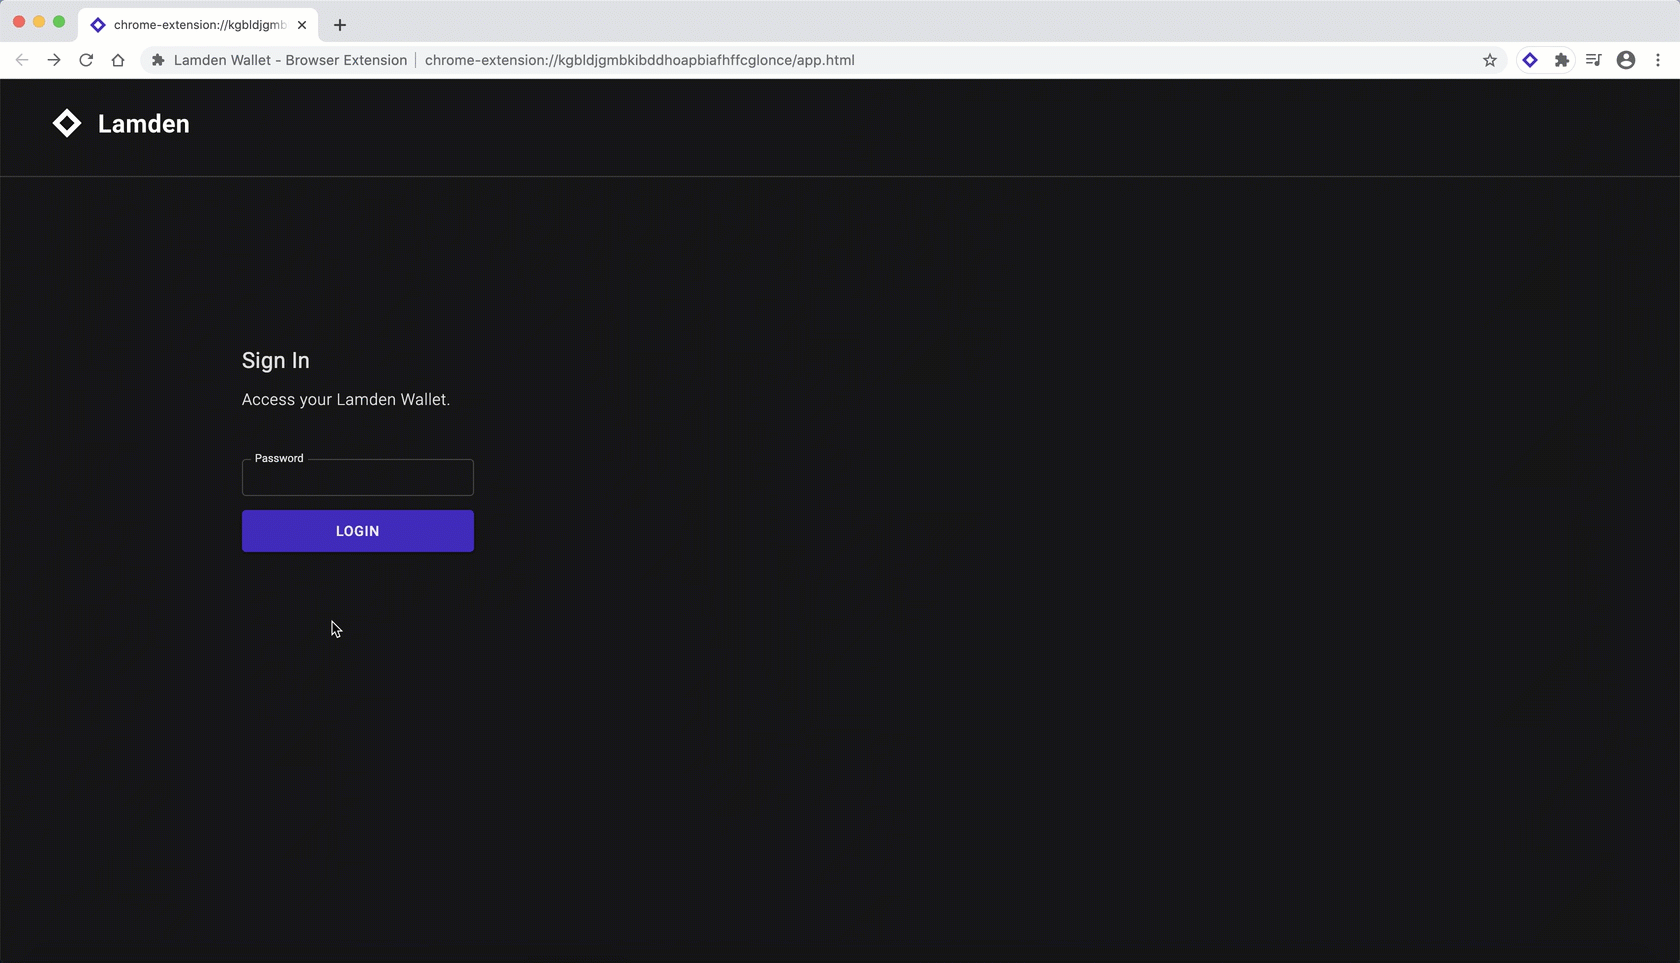 chrome-extension://kgbldjgmb
Lamden Wallet - Browser Extension | chrome-extension://kgbldjgmbkibddhoapbiafhffcglonce/app.html
Lamden
Sign In
Access your Lamden Wallet.
Password
LOGIN